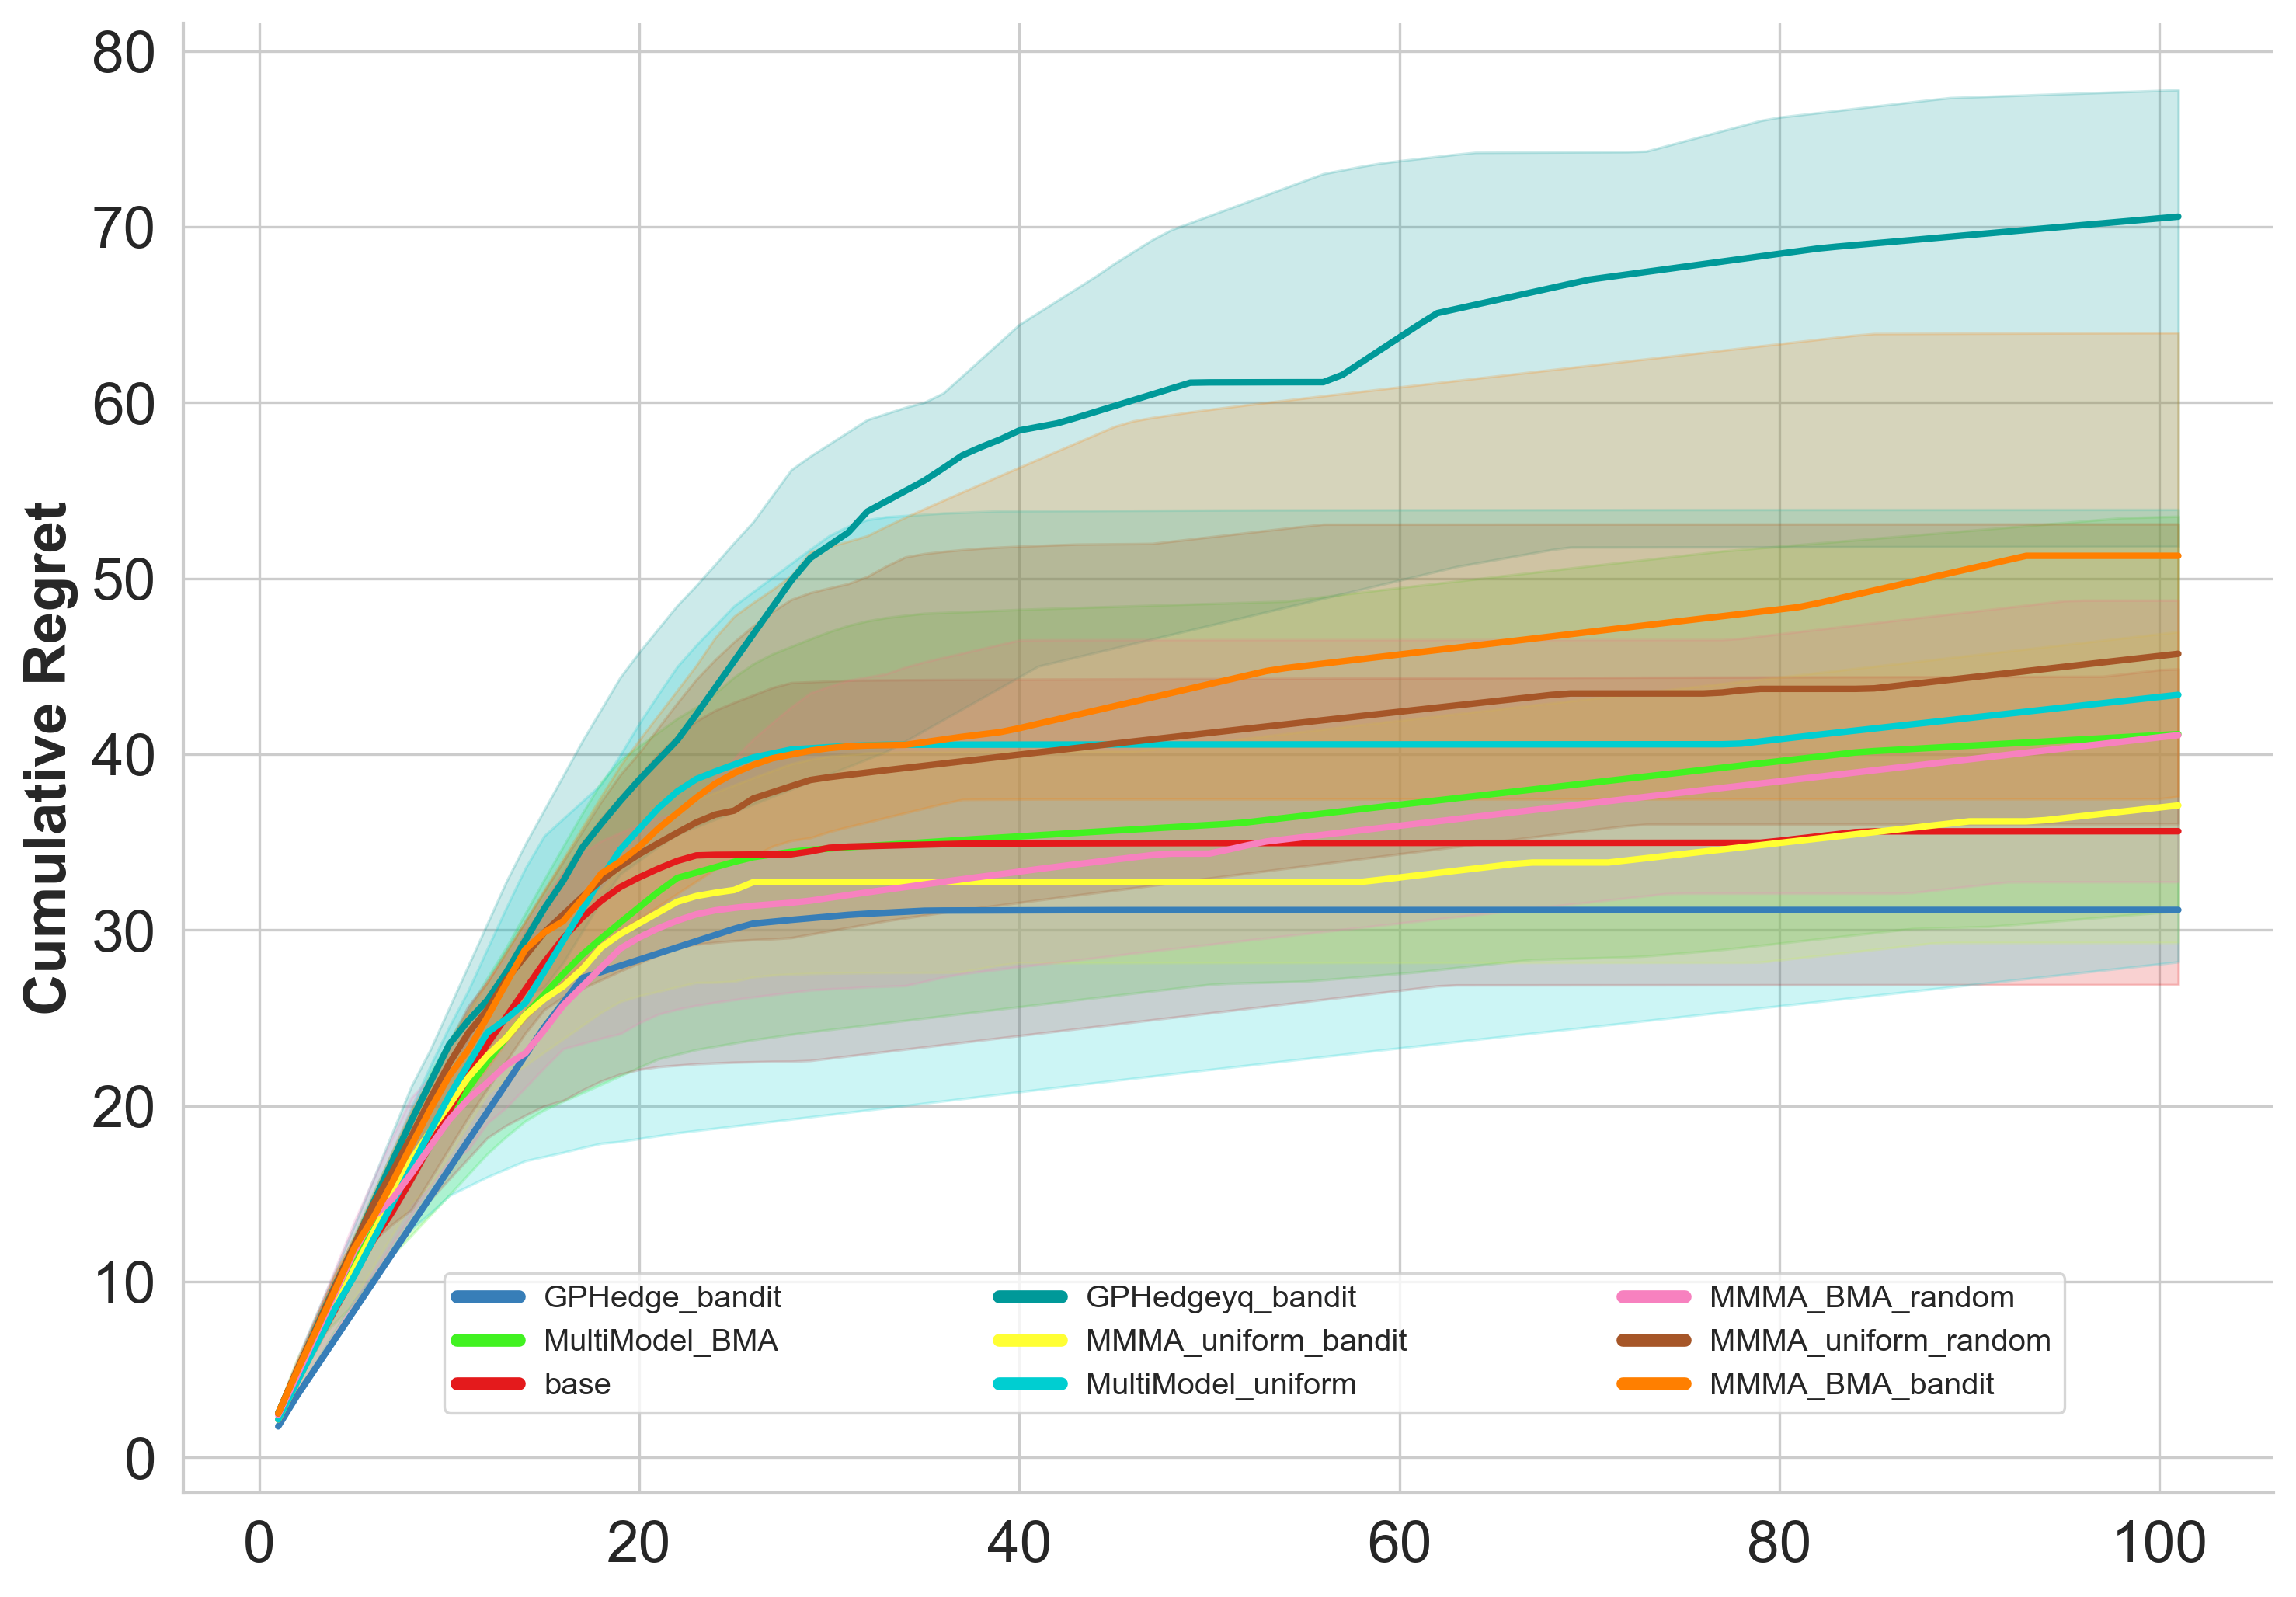 80
70
60
50
40
30
20
10
0
Cumulative Regret
GPHedge_bandit
MultiModel_BMA
base
GPHedgeyq_bandit
MMMA_uniform_bandit
MultiModel_uniform
MMMA_BMA_random
MMMA_uniform_random
MMMA_BMA_bandit
0 20 40 60 80 100